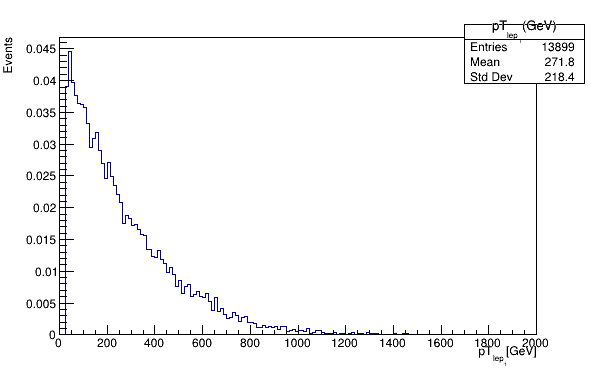 pT_lep_1 (GeV)
Entries 13899
Mean 271.8
Std Dev 218.4
Events
0.045
0.04
0.035
0.03
0.025
0.02
0.015
0.01
0.005
0
0 200 400 600 800 1000 1200 1400 1600 1800 2000
pT_lep_1[GeV]